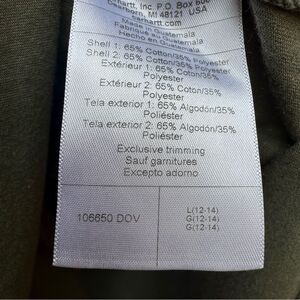 Carhartt, Inc. P.O. Box 600
Dearborn, MI 48121 USA
carhartt.com
Made in Guatemala
Fabriqué au Guatemala
Hecho en Guatemala
Shell 1: 65% Cotton/35% Polyester
Shell 2: 65% Cotton/35% Polyester
Extérieur 1: 65% Coton/35%
Polyester
Extérieur 2: 65% Coton/35%
Polyester
Tela exterior 1: 65% Algodón/35%
Poliéster
Tela exterior 2: 65% Algodón/35%
Poliéster
Exclusive trimming
Sauf garnitures
Excepto adorno
106650 DOV
L(12-14)
G(12-14)
G(12-14)